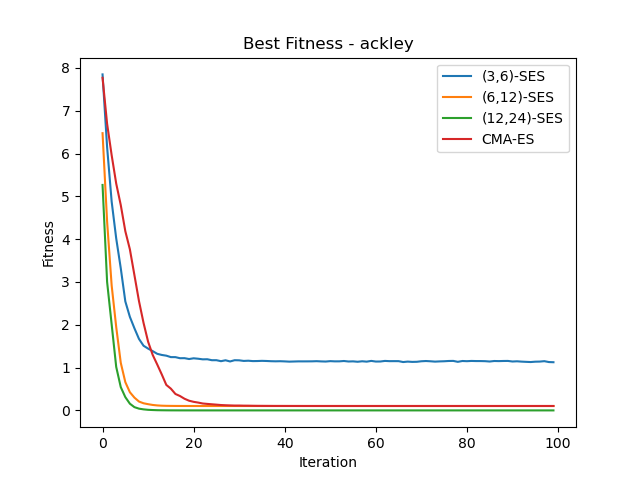 Best Fitness - ackley
8
7
6
5
4
3
2
1
0
Fitness
(3,6)-SES
(6,12)-SES
(12,24)-SES
CMA-ES
0 20 40 60 80 100
Iteration